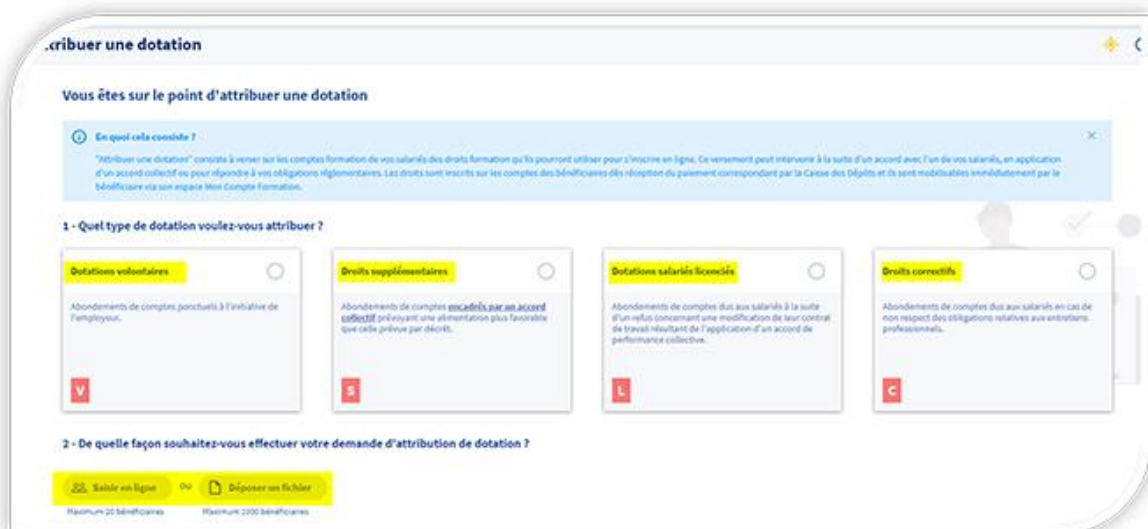 tribuer une dotation
Vous êtes sur le point d'attribuer une dotation
En quoi cela consiste ?
"Attribuer une dotation" consiste à verser sur les comptes formation de vos salariés des droits formation qu'ils pourront utiliser pour s'inscrire en ligne. Ce versement peut intervenir à la suite d'un accord avec l'un de vos salariés, en application
d'un accord collectif ou pour répondre à vos obligations réglementaires. Les droits sont inscrits sur les comptes des bénéficiaires dès réception du paiement correspondant par la Caisse des Dépôts et ils sont mobilisables immédiatement par le
bénéficiaire via son espace Mon Compte Formation.
1 - Quel type de dotation voulez-vous attribuer ?
Dotations volontaires
Abondements de comptes ponctuels à l'initiative de
l'employeur.
V
Droits supplémentaires
Abondements de comptes encadrés par un accord
collectif prévoyant une alimentation plus favorable
que celle prévue par décret.
S
Dotations salariés licenciés
Abondements de comptes dus aux salariés à la suite
d'un refus concernant une modification de leur contrat
de travail résultant de l'application d'un accord de
performance collective.
L
Droits correctifs
Abondements de comptes dus aux salariés en cas de
non respect des obligations relatives aux entretiens
professionnels.
C
2 - De quelle façon souhaitez-vous effectuer votre demande d'attribution de dotation ?
Saisir en ligne ou Déposer un fichier
Maximum 20 bénéficiaires Maximum 1000 bénéficiaires